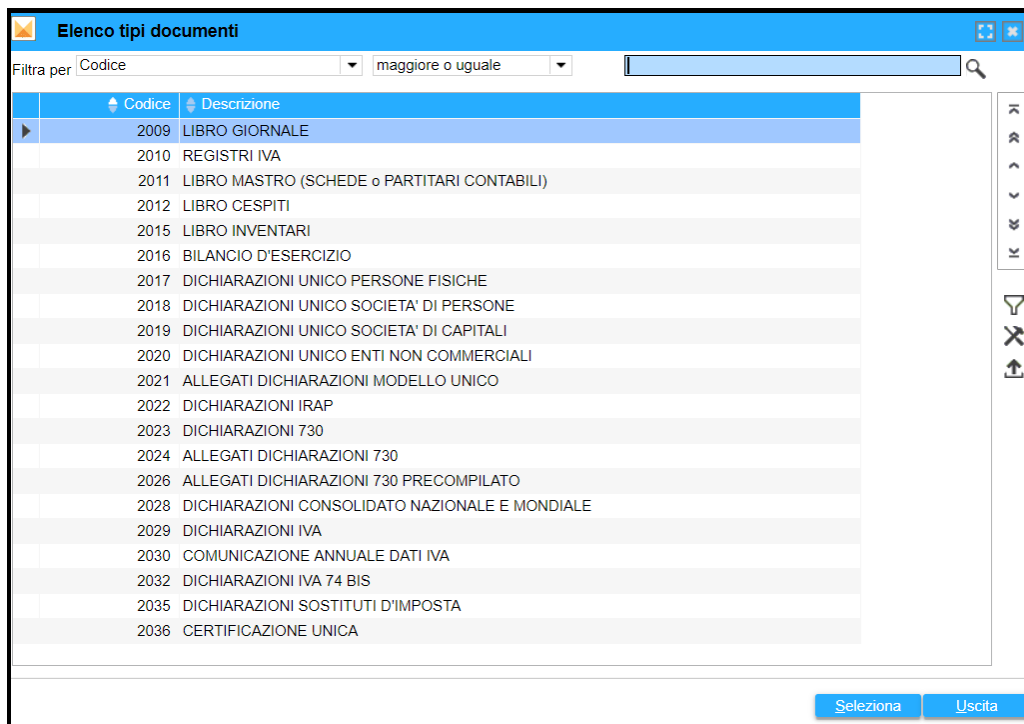 Elenco tipi documenti
Filtra per Codice maggiore o uguale
Codice Descrizione
2009 LIBRO GIORNALE
2010 REGISTRI IVA
2011 LIBRO MASTRO (SCHEDE o PARTITARI CONTABILI)
2012 LIBRO CESPITI
2015 LIBRO INVENTARI
2016 BILANCIO D'ESERCIZIO
2017 DICHIARAZIONI UNICO PERSONE FISICHE
2018 DICHIARAZIONI UNICO SOCIETA' DI PERSONE
2019 DICHIARAZIONI UNICO SOCIETA' DI CAPITALI
2020 DICHIARAZIONI UNICO ENTI NON COMMERCIALI
2021 ALLEGATI DICHIARAZIONI MODELLO UNICO
2022 DICHIARAZIONI IRAP
2023 DICHIARAZIONI 730
2024 ALLEGATI DICHIARAZIONI 730
2026 ALLEGATI DICHIARAZIONI 730 PRECOMPILATO
2028 DICHIARAZIONI CONSOLIDATO NAZIONALE E MONDIALE
2029 DICHIARAZIONI IVA
2030 COMUNICAZIONE ANNUALE DATI IVA
2032 DICHIARAZIONI IVA 74 BIS
2035 DICHIARAZIONI SOSTITUTI D'IMPOSTA
2036 CERTIFICAZIONE UNICA
Seleziona Uscita